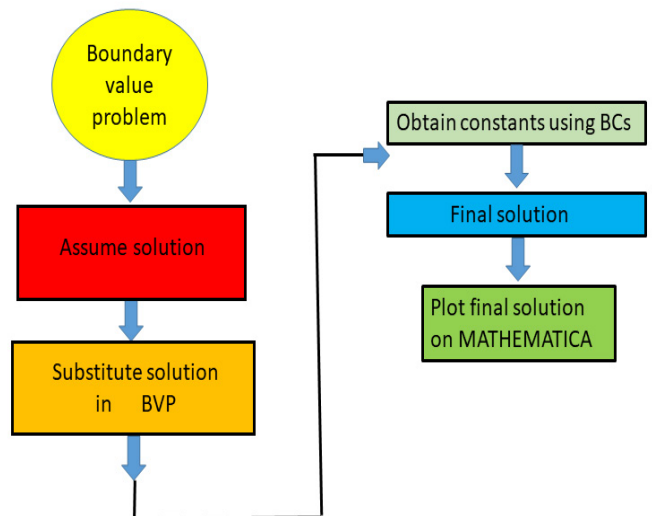 Boundary
value
problem
Assume solution
Substitute solution
in BVP
Obtain constants using BCs
Final solution
Plot final solution
on MATHEMATICA